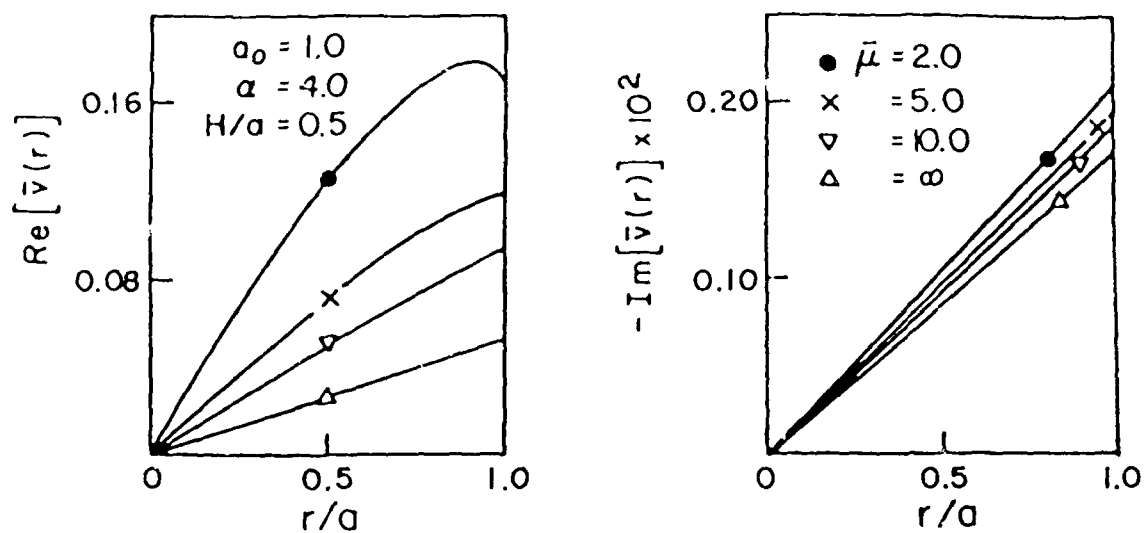 Re[v̄(r)]
0.16
0.08
a₀ = 1.0
α = 4.0
H/a = 0.5
0 0.5 1.0
r/a
-Im[v̄(r)] × 10²
0.20
0.10
● μ̄ = 2.0
× = 5.0
▽ = 10.0
△ = ∞
0 0.5 1.0
r/a